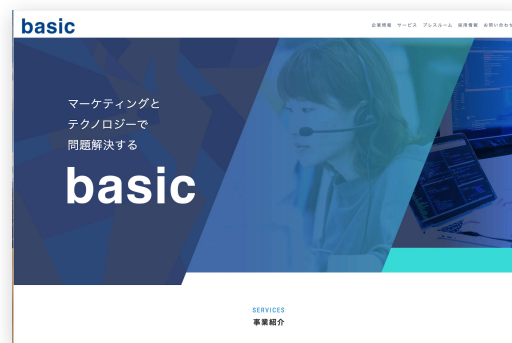 basic
企業情報 サービス プレスルーム 採用情報 お問い合わせ
マーケティングと
テクノロジーで
問題解決する
basic
SERVICES
事業紹介